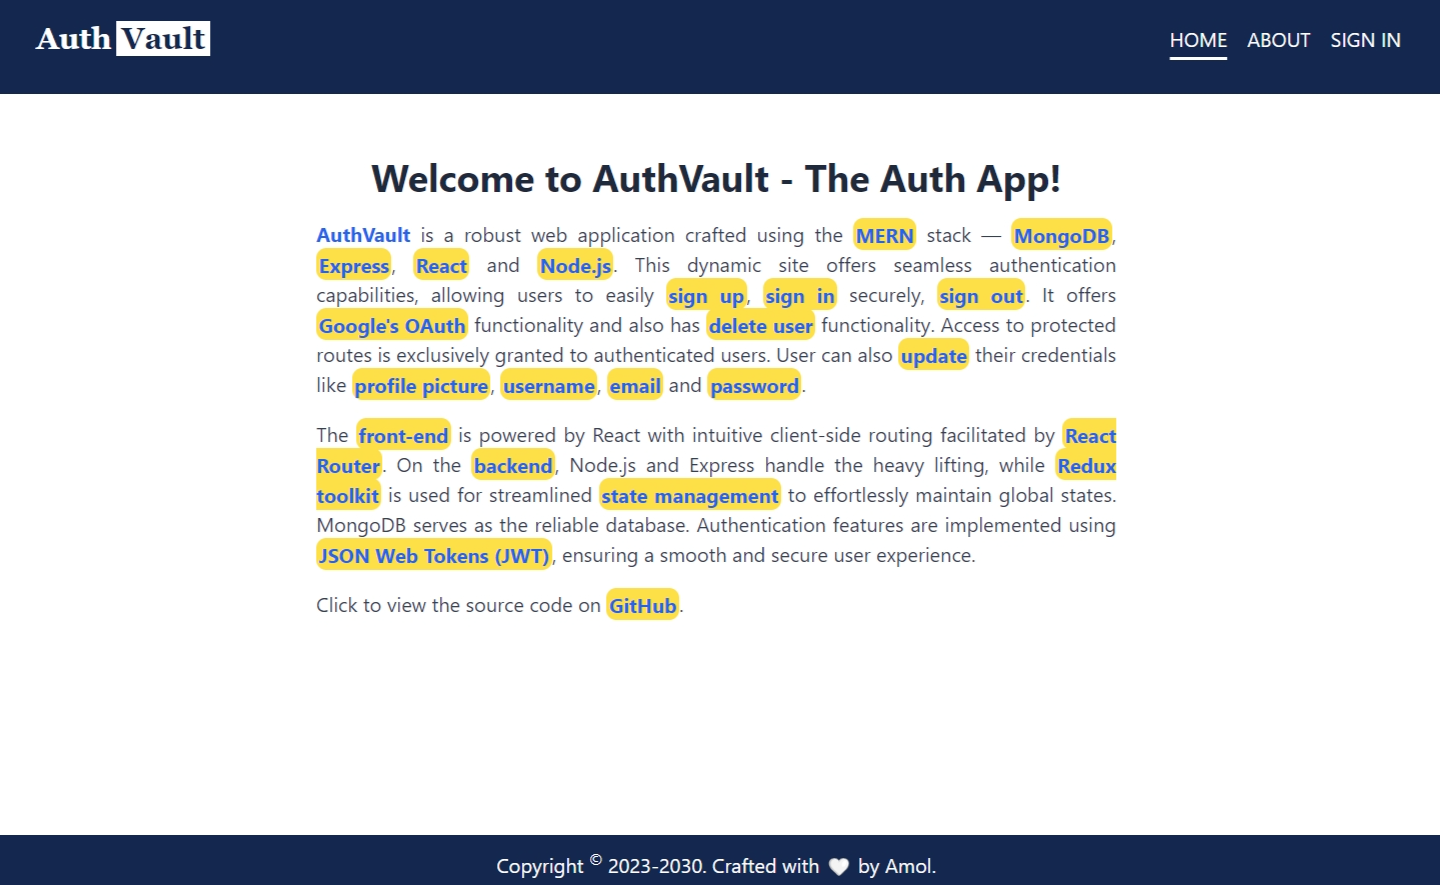 Auth Vault
HOME ABOUT SIGN IN
Welcome to AuthVault - The Auth App!
AuthVault is a robust web application crafted using the MERN stack — MongoDB,
Express, React and Node.js. This dynamic site offers seamless authentication
capabilities, allowing users to easily sign up, sign in securely, sign out. It offers
Google's OAuth functionality and also has delete user functionality. Access to protected
routes is exclusively granted to authenticated users. User can also update their credentials
like profile picture, username, email and password.
The front-end is powered by React with intuitive client-side routing facilitated by React
Router. On the backend, Node.js and Express handle the heavy lifting, while Redux
toolkit is used for streamlined state management to effortlessly maintain global states.
MongoDB serves as the reliable database. Authentication features are implemented using
JSON Web Tokens (JWT), ensuring a smooth and secure user experience.
Click to view the source code on GitHub.
Copyright © 2023-2030. Crafted with 🤍 by Amol.